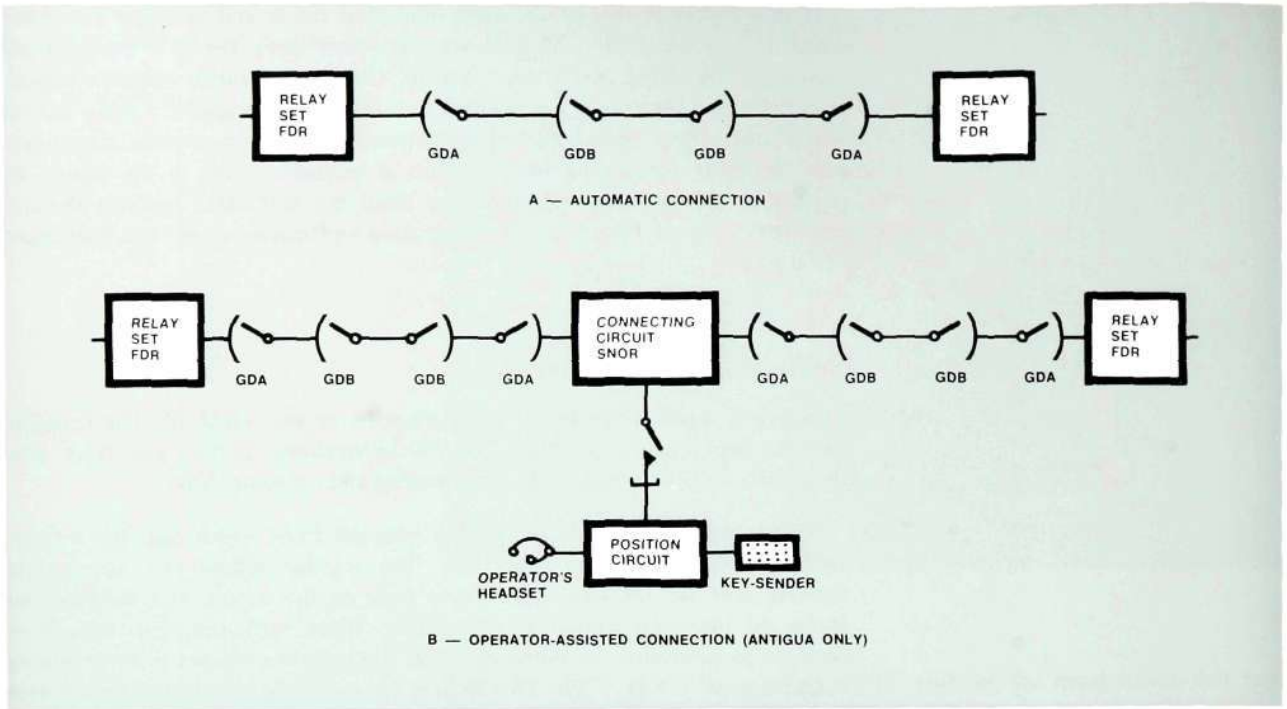 RELAY
SET
FDR
RELAY
SET
FDR
GDA GDB GDB GDA
A — AUTOMATIC CONNECTION
RELAY
SET
FDR
CONNECTING
CIRCUIT
SNOR
RELAY
SET
FDR
GDA GDB GDB GDA GDA GDB GDB GDA
POSITION
CIRCUIT
OPERATOR'S
HEADSET
KEY-SENDER
B — OPERATOR-ASSISTED CONNECTION (ANTIGUA ONLY)